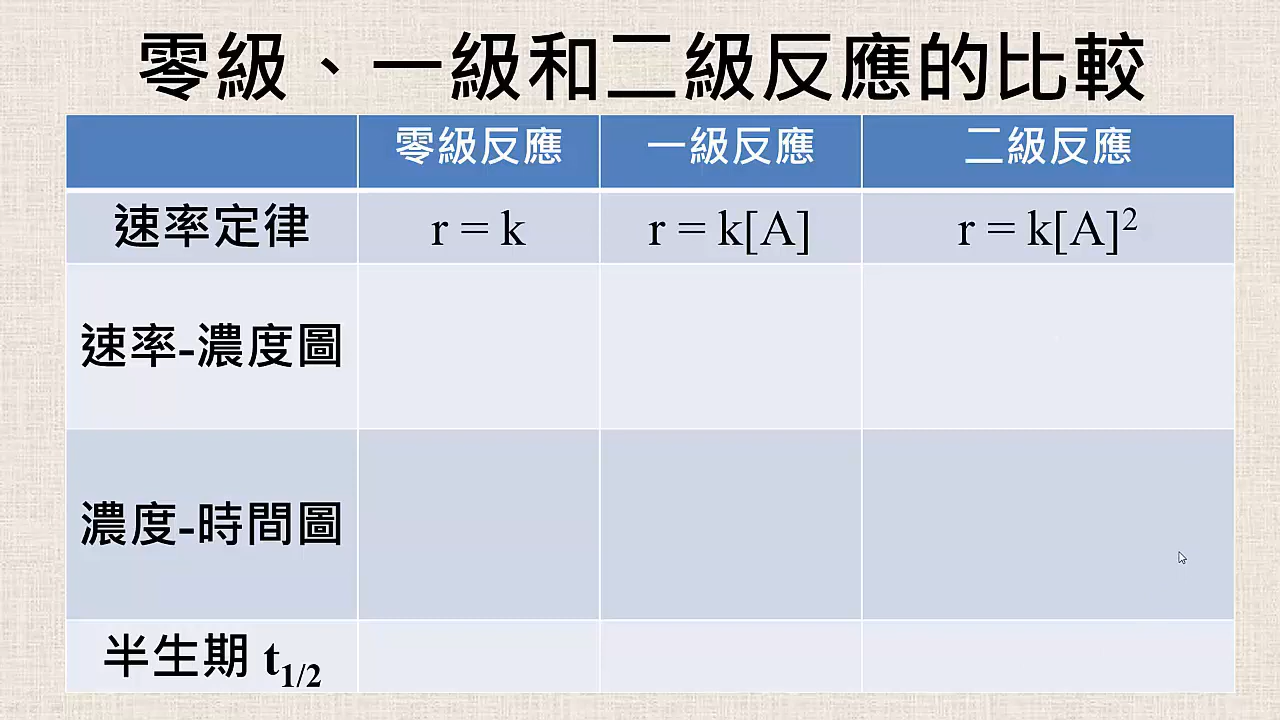 零級、一級和二級反應的比較
零級反應 一級反應 二級反應
速率定律 r = k r = k[A] r = k[A]²
速率-濃度圖
濃度-時間圖
半生期 t₁/₂